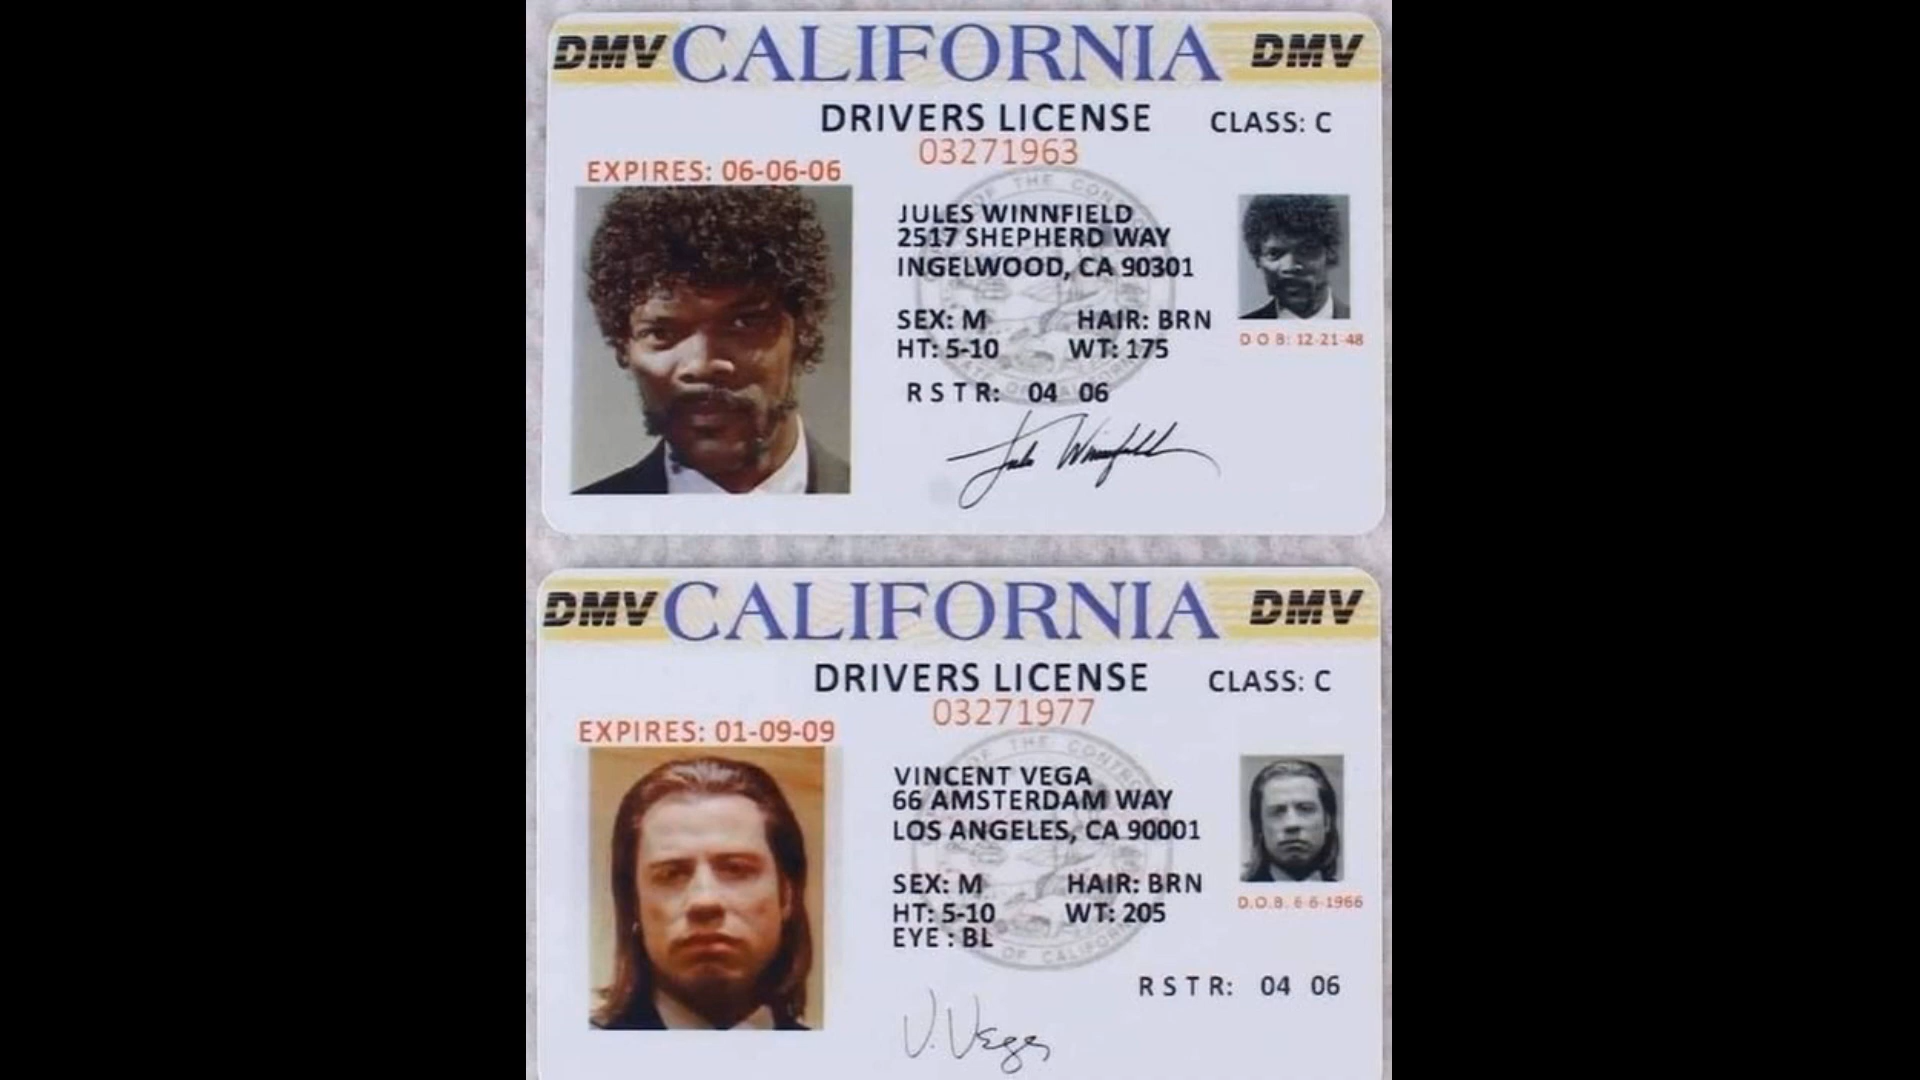 DMV CALIFORNIA DMV
DRIVERS LICENSE CLASS: C
03271963
EXPIRES: 06-06-06
JULES WINNFIELD
2517 SHEPHERD WAY
INGELWOOD, CA 90301
SEX: M HAIR: BRN
HT: 5-10 WT: 175
D O B: 12-21-48
R S T R: 04 06
Jules Winnfield
DMV CALIFORNIA DMV
DRIVERS LICENSE CLASS: C
03271977
EXPIRES: 01-09-09
VINCENT VEGA
66 AMSTERDAM WAY
LOS ANGELES, CA 90001
SEX: M HAIR: BRN
HT: 5-10 WT: 205
EYE : BL
D.O.B. 6-6-1966
R S T R: 04 06
V. Vega